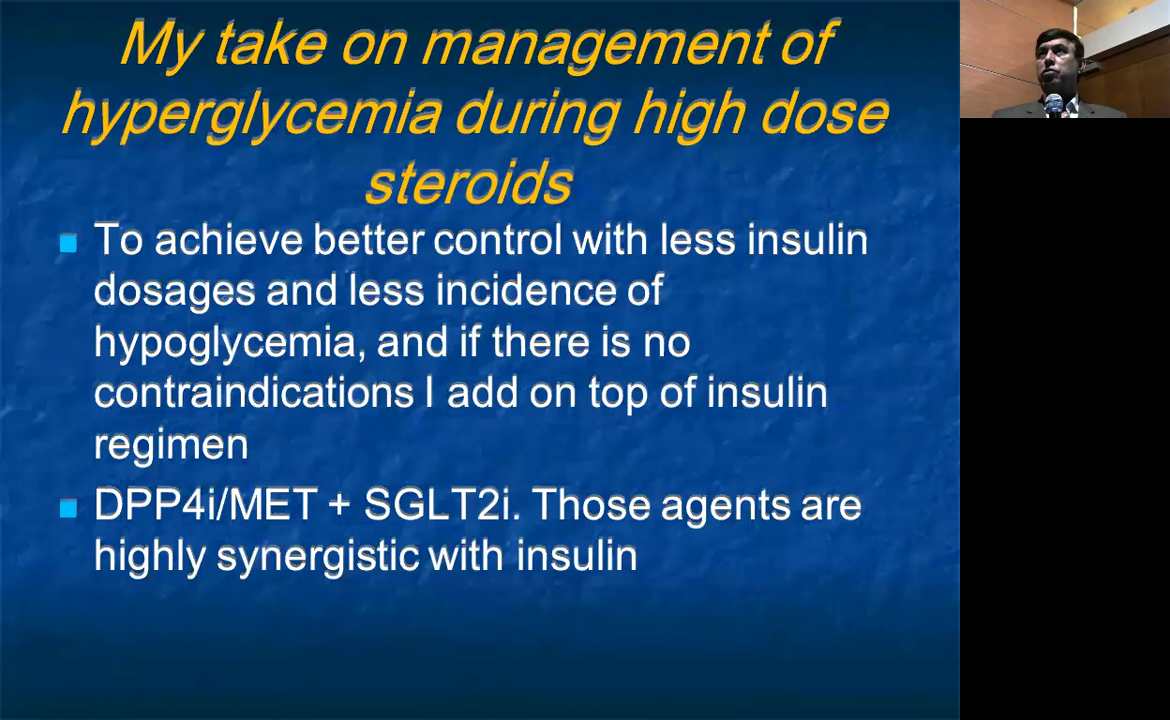 My take on management of
hyperglycemia during high dose
steroids
To achieve better control with less insulin
dosages and less incidence of
hypoglycemia, and if there is no
contraindications I add on top of insulin
regimen
DPP4i/MET + SGLT2i. Those agents are
highly synergistic with insulin